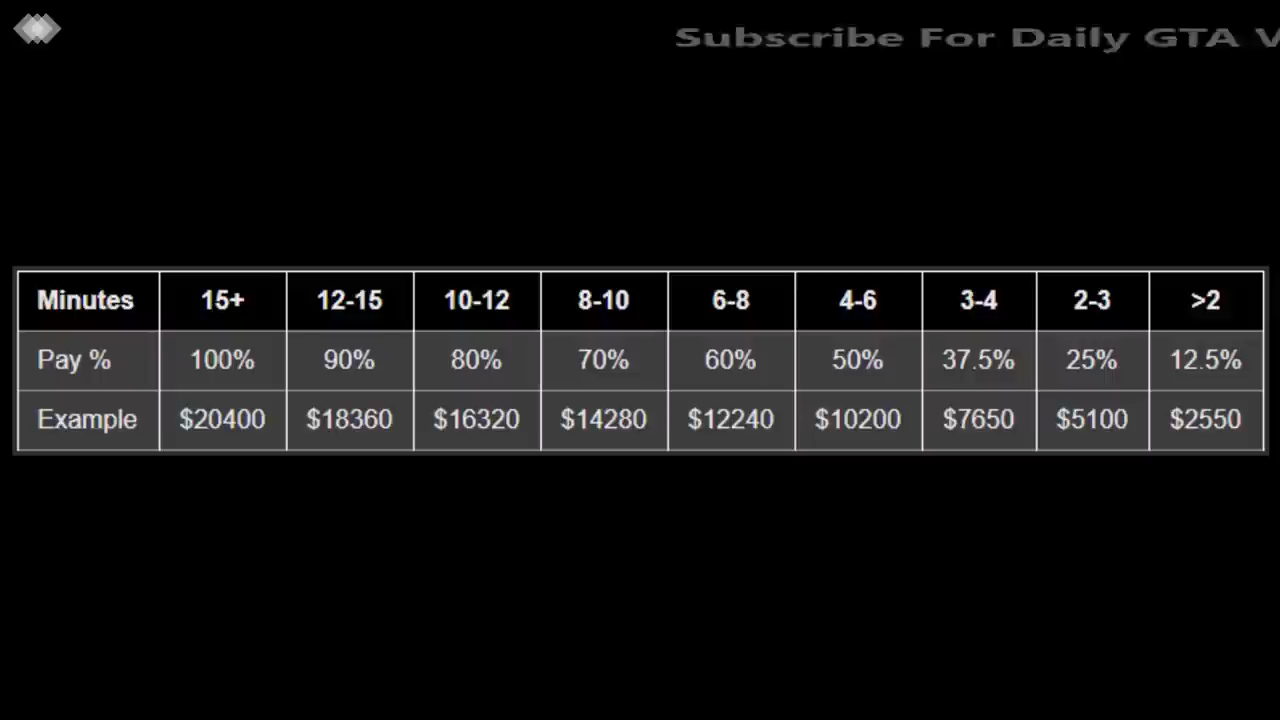 Subscribe For Daily GTA V
Minutes 15+ 12-15 10-12 8-10 6-8 4-6 3-4 2-3 >2
Pay % 100% 90% 80% 70% 60% 50% 37.5% 25% 12.5%
Example $20400 $18360 $16320 $14280 $12240 $10200 $7650 $5100 $2550